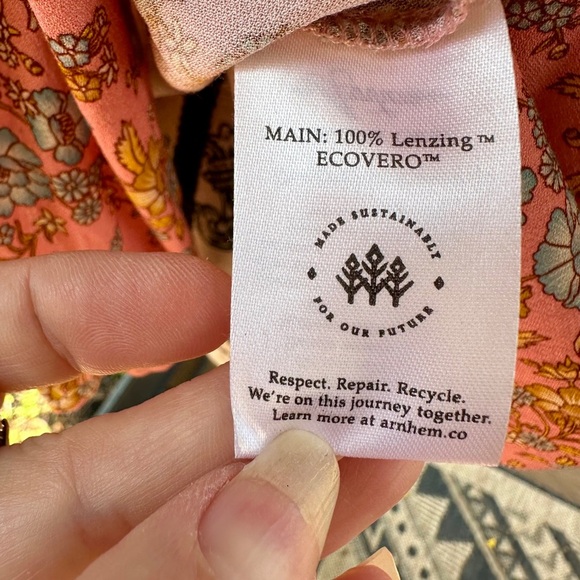 MAIN: 100% Lenzing™
ECOVERO™
MADE SUSTAINABLY
FOR OUR FUTURE
Respect. Repair. Recycle.
We're on this journey together.
Learn more at arnhem.co